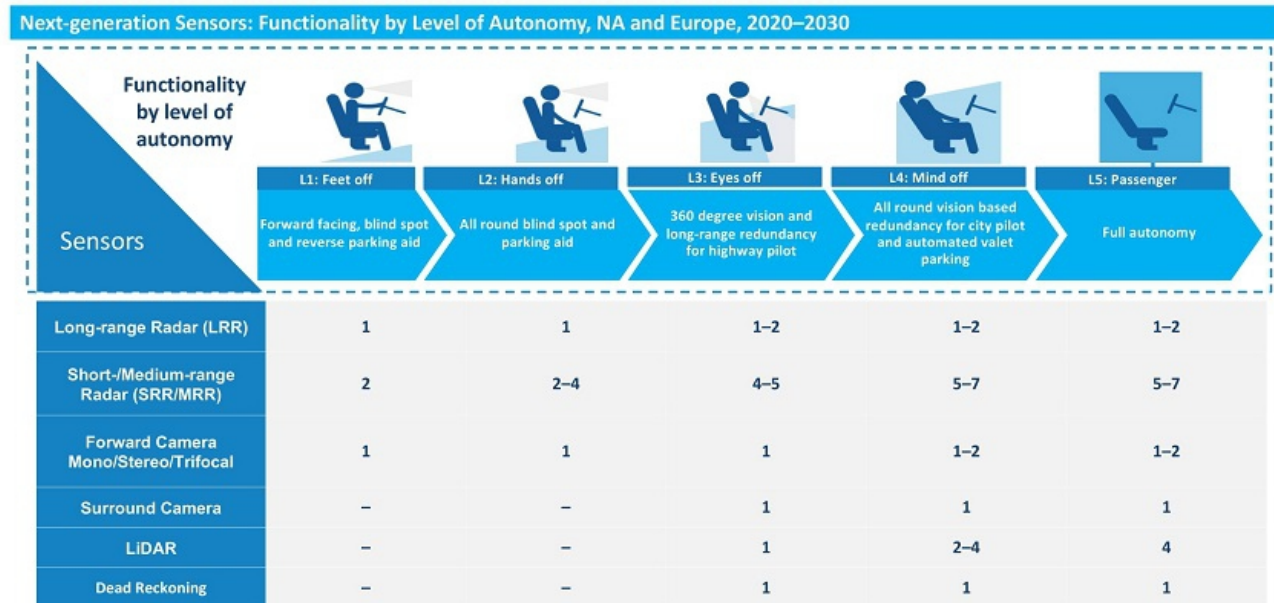 Next-generation Sensors: Functionality by Level of Autonomy, NA and Europe, 2020–2030
Functionality
by level of
autonomy
Sensors
L1: Feet off
L2: Hands off
L3: Eyes off
L4: Mind off
L5: Passenger
Forward facing, blind spot
and reverse parking aid
All round blind spot and
parking aid
360 degree vision and
long-range redundancy
for highway pilot
All round vision based
redundancy for city pilot
and automated valet
parking
Full autonomy
Long-range Radar (LRR)
1
1
1–2
1–2
1–2
Short-/Medium-range
Radar (SRR/MRR)
2
2–4
4–5
5–7
5–7
Forward Camera
Mono/Stereo/Trifocal
1
1
1
1–2
1–2
Surround Camera
–
–
1
1
1
LiDAR
–
–
1
2–4
4
Dead Reckoning
–
–
1
1
1